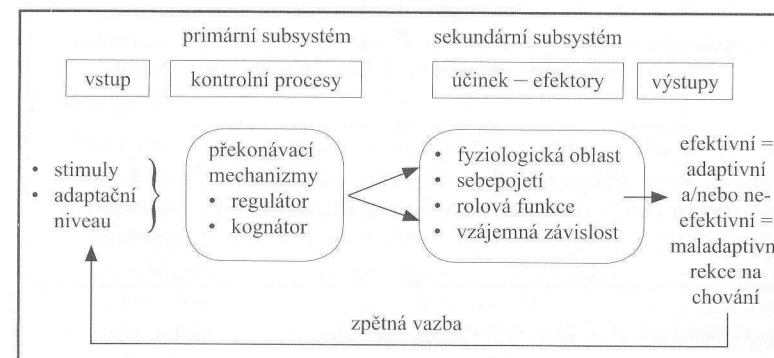 primární subsystém
sekundární subsystém
vstup
kontrolní procesy
účinek – efektory
výstupy
• stimuly
• adaptační
niveau
překonávací
mechanizmy
• regulátor
• kognátor
• fyziologická oblast
• sebepojetí
• rolová funkce
• vzájemná závislost
efektivní =
adaptivní
a/nebo ne-
efektivní =
maladaptivn
rekce na
chování
zpětná vazba